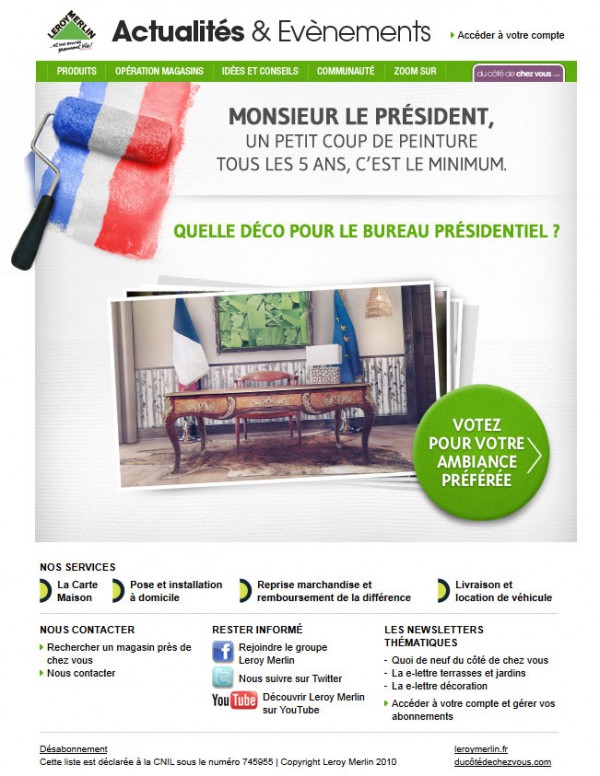 LEROY MERLIN
...et vos envies prennent vie!
Actualités & Evènements
Accéder à votre compte
PRODUITS
OPÉRATION MAGASINS
IDÉES ET CONSEILS
COMMUNAUTÉ
ZOOM SUR
du côté de chez vous ...
MONSIEUR LE PRÉSIDENT,
UN PETIT COUP DE PEINTURE
TOUS LES 5 ANS, C'EST LE MINIMUM.
QUELLE DÉCO POUR LE BUREAU PRÉSIDENTIEL ?
VOTEZ
POUR VOTRE
AMBIANCE
PRÉFÉRÉE
NOS SERVICES
La Carte
Maison
Pose et installation
à domicile
Reprise marchandise et
remboursement de la différence
Livraison et
location de véhicule
NOUS CONTACTER
Rechercher un magasin près de
chez vous
Nous contacter
RESTER INFORMÉ
f
Rejoindre le groupe
Leroy Merlin
t
Nous suivre sur Twitter
YouTube
Découvrir Leroy Merlin
sur YouTube
LES NEWSLETTERS
THÉMATIQUES
- Quoi de neuf du côté de chez vous
- La e-lettre terrasses et jardins
- La e-lettre décoration
Accéder à votre compte et gérer vos
abonnements
Désabonnement
Cette liste est déclarée à la CNIL sous le numéro 745955 | Copyright Leroy Merlin 2010
leroymerlin.fr
ducôtédechezvous.com